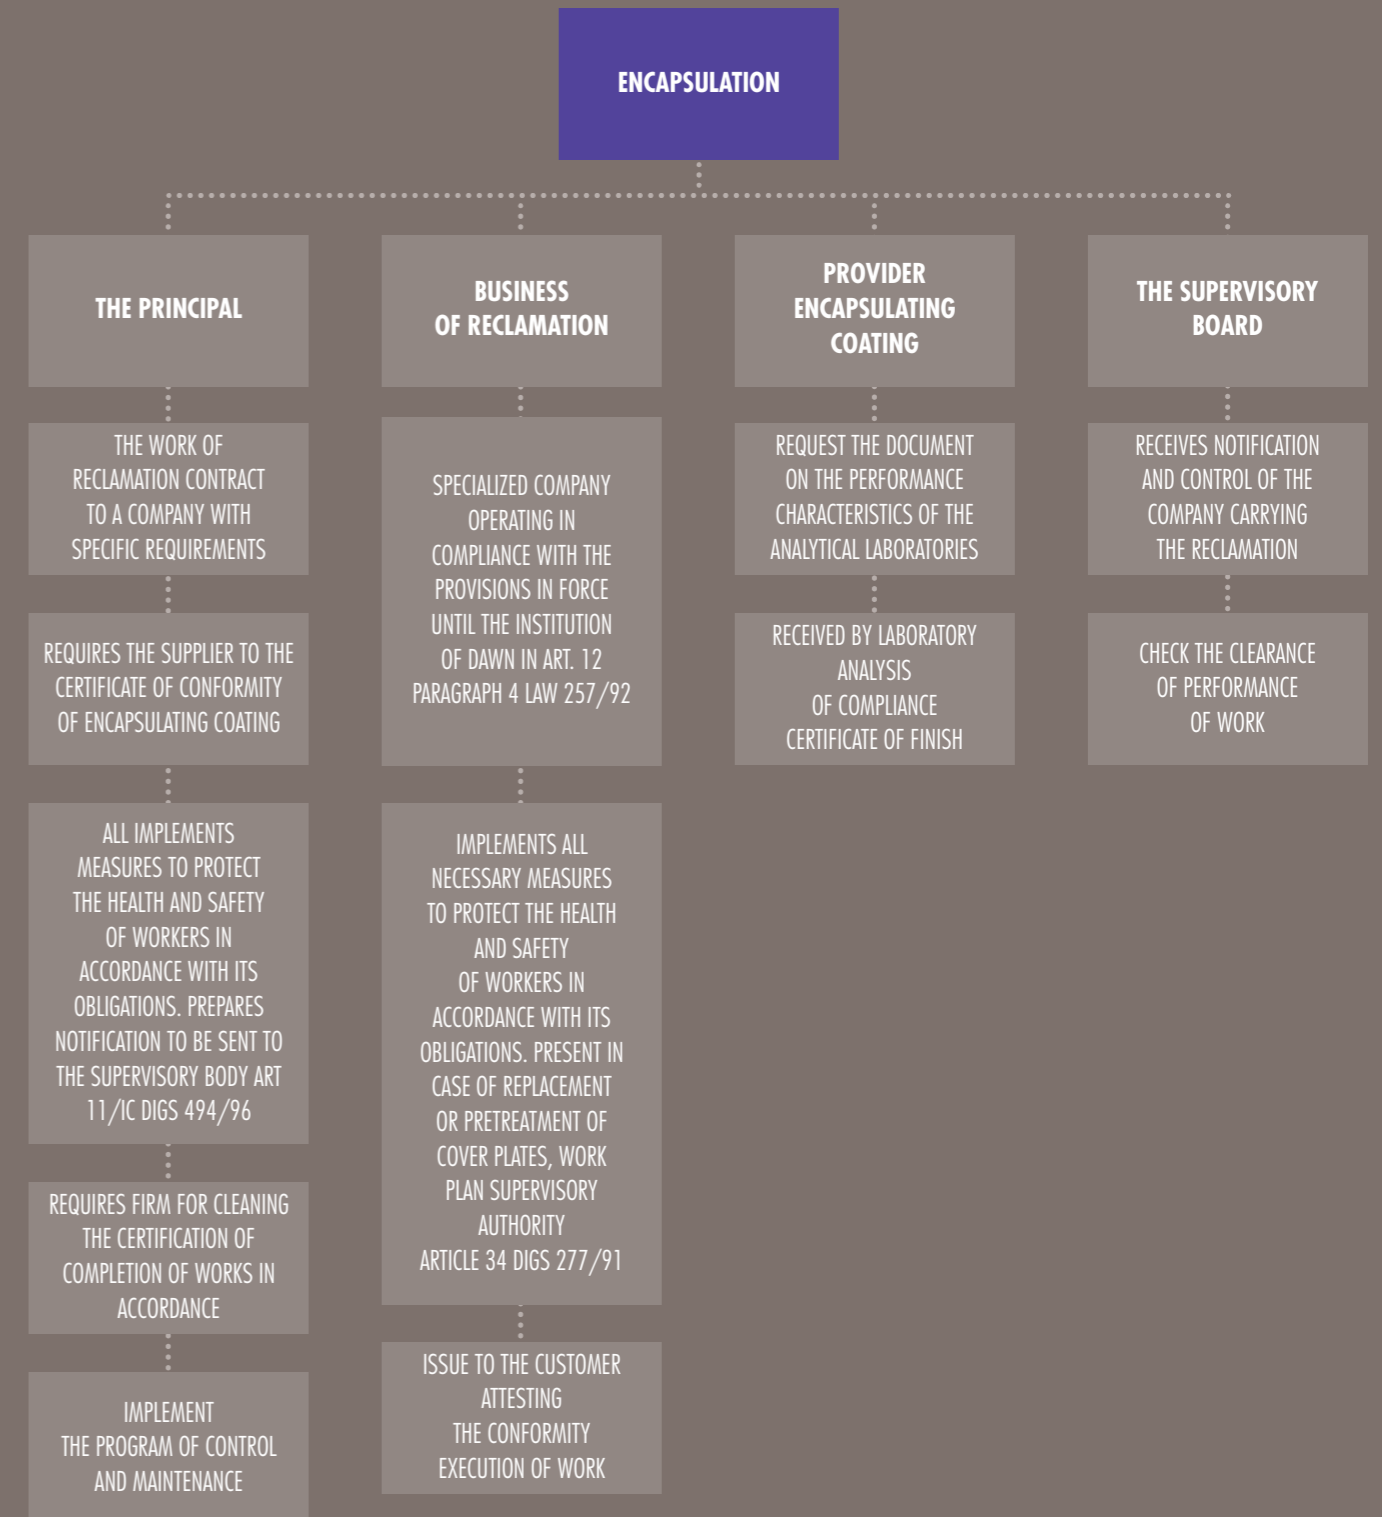 ENCAPSULATION
THE PRINCIPAL
THE WORK OF
RECLAMATION CONTRACT
TO A COMPANY WITH
SPECIFIC REQUIREMENTS
REQUIRES THE SUPPLIER TO THE
CERTIFICATE OF CONFORMITY
OF ENCAPSULATING COATING
ALL IMPLEMENTS
MEASURES TO PROTECT
THE HEALTH AND SAFETY
OF WORKERS IN
ACCORDANCE WITH ITS
OBLIGATIONS. PREPARES
NOTIFICATION TO BE SENT TO
THE SUPERVISORY BODY ART
11/IC DIGS 494/96
REQUIRES FIRM FOR CLEANING
THE CERTIFICATION OF
COMPLETION OF WORKS IN
ACCORDANCE
IMPLEMENT
THE PROGRAM OF CONTROL
AND MAINTENANCE
BUSINESS
OF RECLAMATION
SPECIALIZED COMPANY
OPERATING IN
COMPLIANCE WITH THE
PROVISIONS IN FORCE
UNTIL THE INSTITUTION
OF DAWN IN ART. 12
PARAGRAPH 4 LAW 257/92
IMPLEMENTS ALL
NECESSARY MEASURES
TO PROTECT THE HEALTH
AND SAFETY
OF WORKERS IN
ACCORDANCE WITH ITS
OBLIGATIONS. PRESENT IN
CASE OF REPLACEMENT
OR PRETREATMENT OF
COVER PLATES, WORK
PLAN SUPERVISORY
AUTHORITY
ARTICLE 34 DIGS 277/91
ISSUE TO THE CUSTOMER
ATTESTING
THE CONFORMITY
EXECUTION OF WORK
PROVIDER
ENCAPSULATING
COATING
REQUEST THE DOCUMENT
ON THE PERFORMANCE
CHARACTERISTICS OF THE
ANALYTICAL LABORATORIES
RECEIVED BY LABORATORY
ANALYSIS
OF COMPLIANCE
CERTIFICATE OF FINISH
THE SUPERVISORY
BOARD
RECEIVES NOTIFICATION
AND CONTROL OF THE
COMPANY CARRYING
THE RECLAMATION
CHECK THE CLEARANCE
OF PERFORMANCE
OF WORK